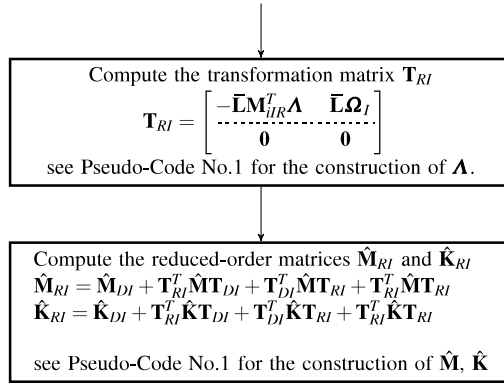 Compute the transformation matrix 𝐓_{RI}
𝐓_{RI} = [ −𝐋̄𝐌_{iIR}^T 𝜦   𝐋̄𝜴_I
𝟎   𝟎 ]
see Pseudo-Code No.1 for the construction of 𝜦.
Compute the reduced-order matrices 𝐌̂_{RI} and 𝐊̂_{RI}
𝐌̂_{RI} = 𝐌̂_{DI} + 𝐓_{RI}^T 𝐌̂𝐓_{DI} + 𝐓_{DI}^T 𝐌̂𝐓_{RI} + 𝐓_{RI}^T 𝐌̂𝐓_{RI}
𝐊̂_{RI} = 𝐊̂_{DI} + 𝐓_{RI}^T 𝐊̂𝐓_{DI} + 𝐓_{DI}^T 𝐊̂𝐓_{RI} + 𝐓_{RI}^T 𝐊̂𝐓_{RI}
see Pseudo-Code No.1 for the construction of 𝐌̂, 𝐊̂